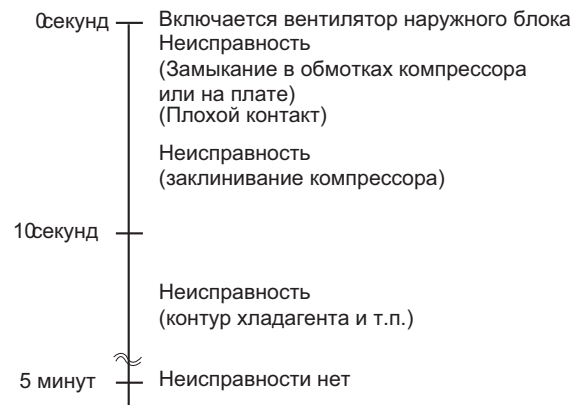 0секунд
Включается вентилятор наружного блока
Неисправность
(Замыкание в обмотках компрессора
или на плате)
(Плохой контакт)
Неисправность
(заклинивание компрессора)
10секунд
Неисправность
(контур хладагента и т.п.)
5 минут
Неисправности нет